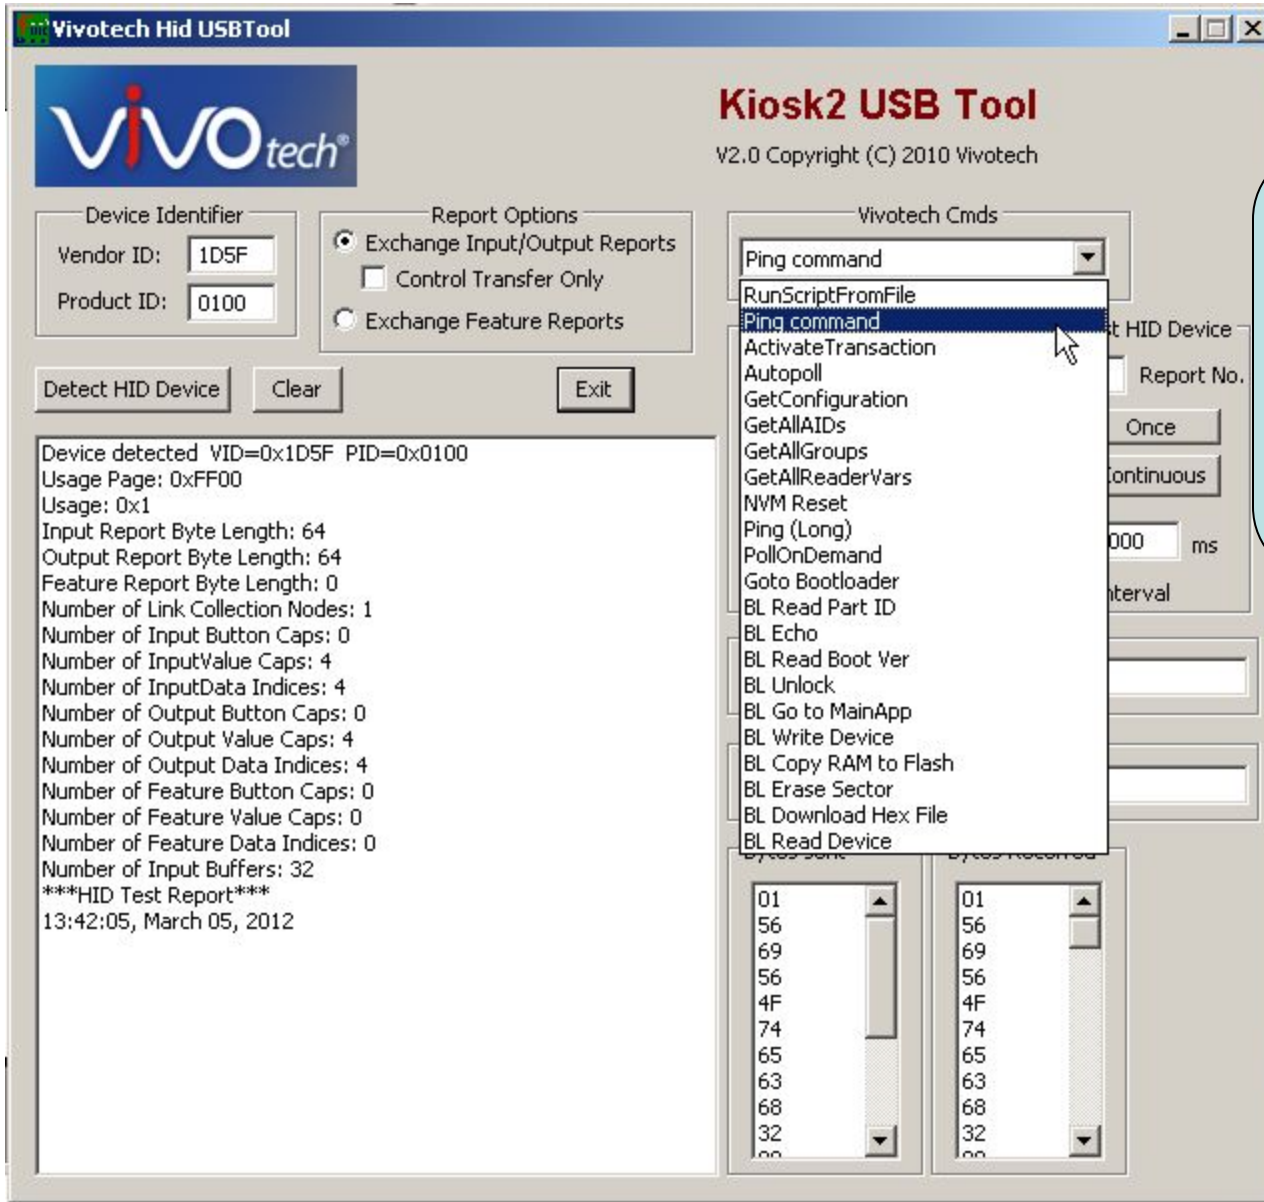 Vivotech Hid USBTool
ViVOtech®
Kiosk2 USB Tool
V2.0 Copyright (C) 2010 Vivotech
Device Identifier
Vendor ID: 1D5F
Product ID: 0100
Report Options
Exchange Input/Output Reports
Control Transfer Only
Exchange Feature Reports
Vivotech Cmds
Ping command
RunScriptFromFile
Ping command
ActivateTransaction
Autopoll
GetConfiguration
GetAllAIDs
GetAllGroups
GetAllReaderVars
NVM Reset
Ping (Long)
PollOnDemand
Goto Bootloader
BL Read Part ID
BL Echo
BL Read Boot Ver
BL Unlock
BL Go to MainApp
BL Write Device
BL Copy RAM to Flash
BL Erase Sector
BL Download Hex File
BL Read Device
HID Device
Report No.
Once
ms
Detect HID Device
Clear
Exit
Device detected VID=0x1D5F PID=0x0100
Usage Page: 0xFF00
Usage: 0x1
Input Report Byte Length: 64
Output Report Byte Length: 64
Feature Report Byte Length: 0
Number of Link Collection Nodes: 1
Number of Input Button Caps: 0
Number of InputValue Caps: 4
Number of InputData Indices: 4
Number of Output Button Caps: 0
Number of Output Value Caps: 4
Number of Output Data Indices: 4
Number of Feature Button Caps: 0
Number of Feature Value Caps: 0
Number of Feature Data Indices: 0
Number of Input Buffers: 32
***HID Test Report***
13:42:05, March 05, 2012
01
56
69
56
4F
74
65
63
68
32
01
56
69
56
4F
74
65
63
68
32